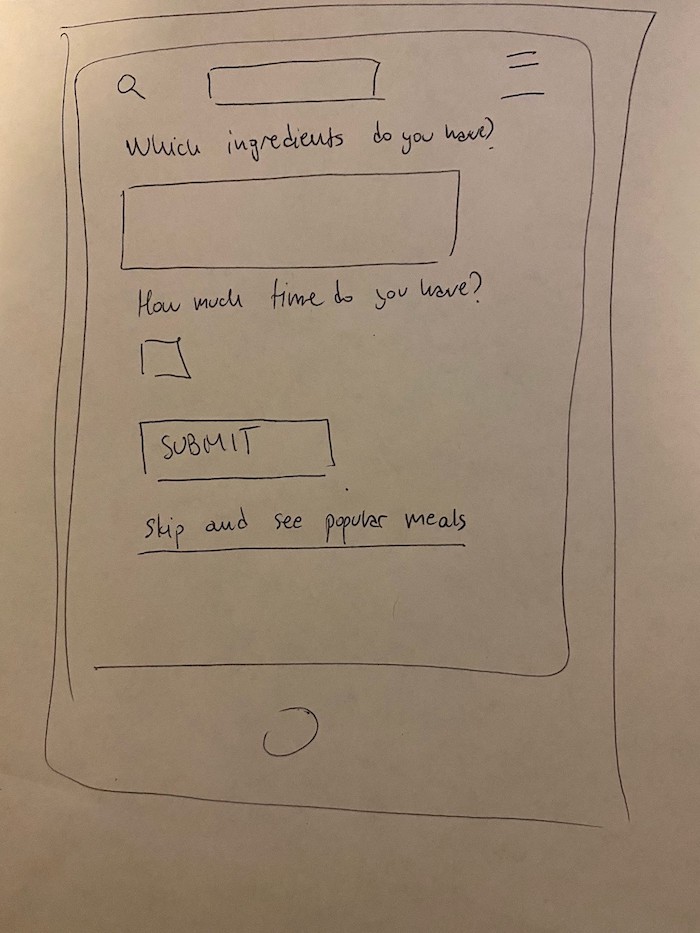 Which ingredients do you have?
How much time do you have?
SUBMIT
Skip and see popular meals